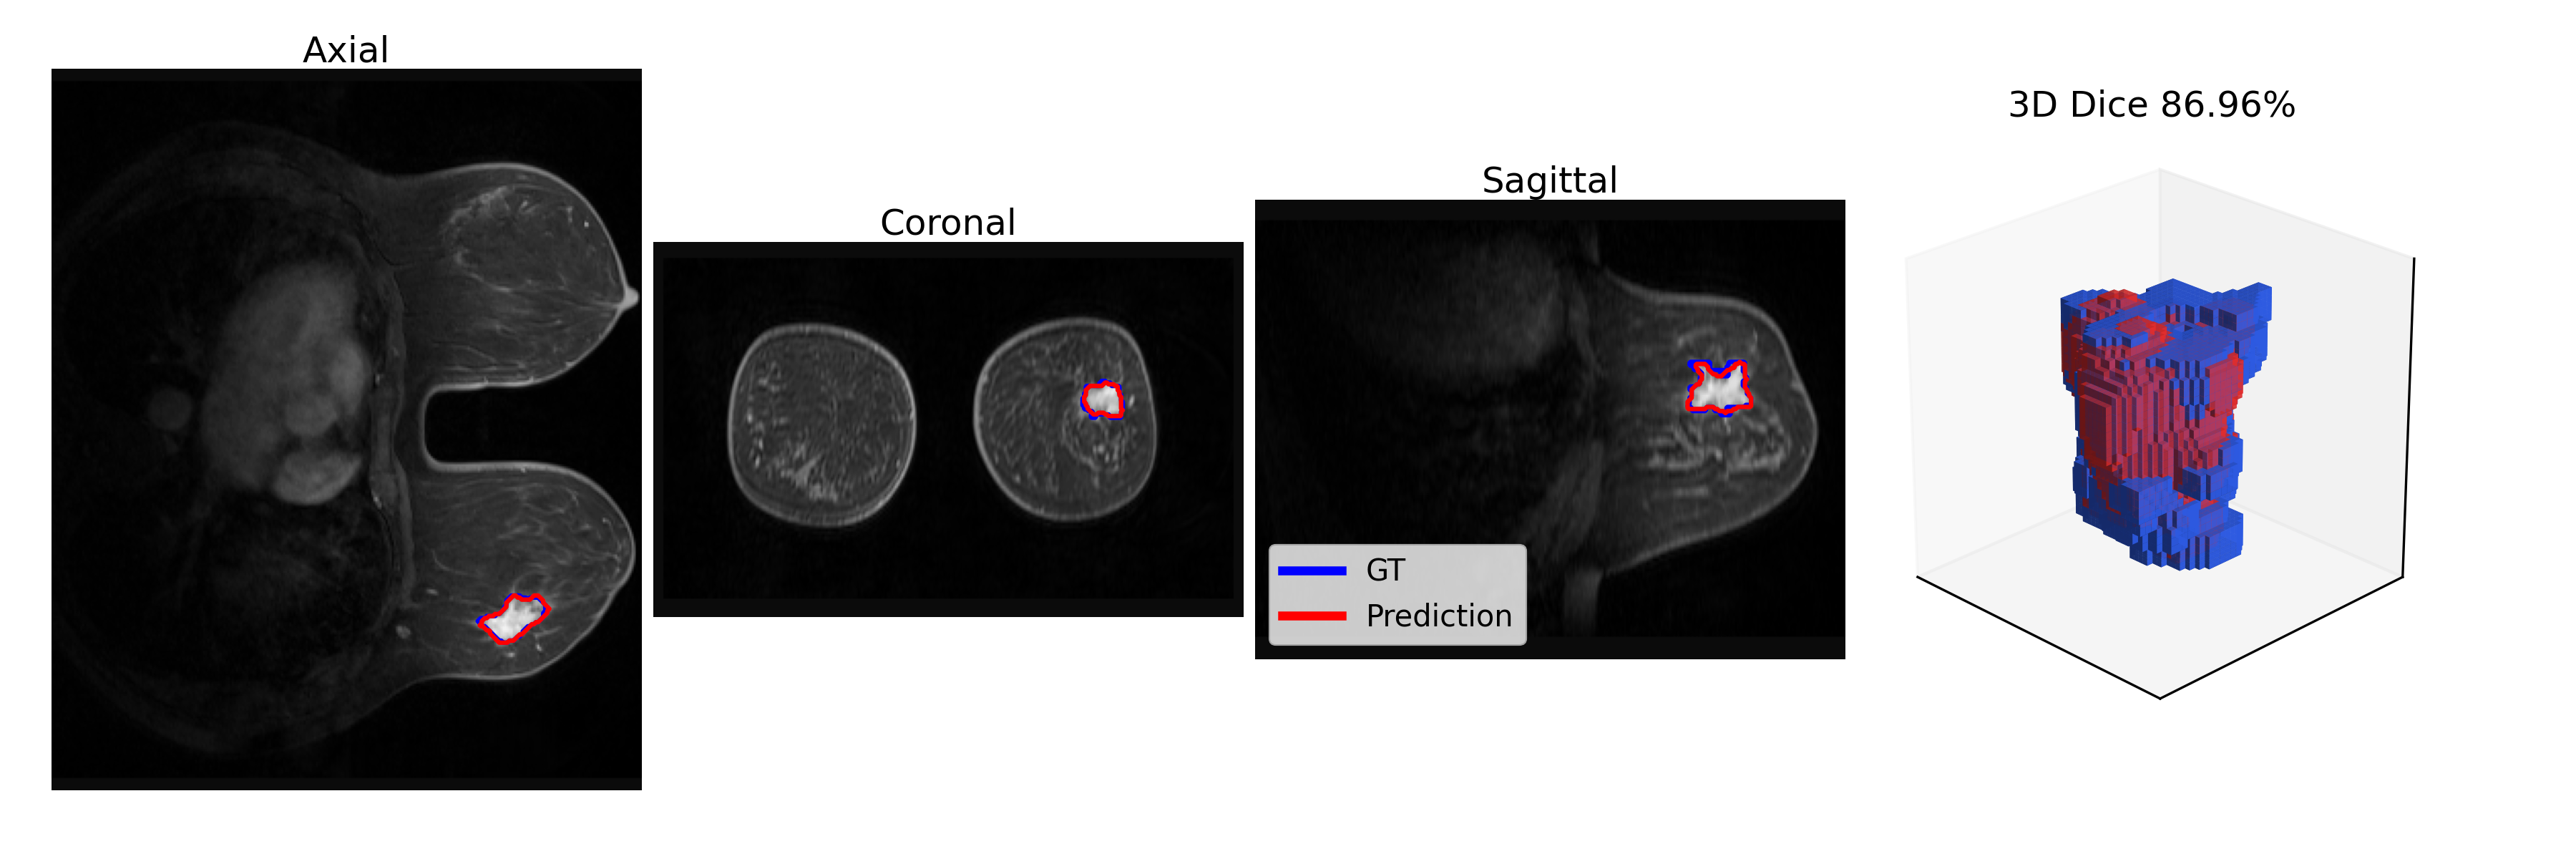 Axial
Coronal
Sagittal
3D Dice 86.96%
GT
Prediction